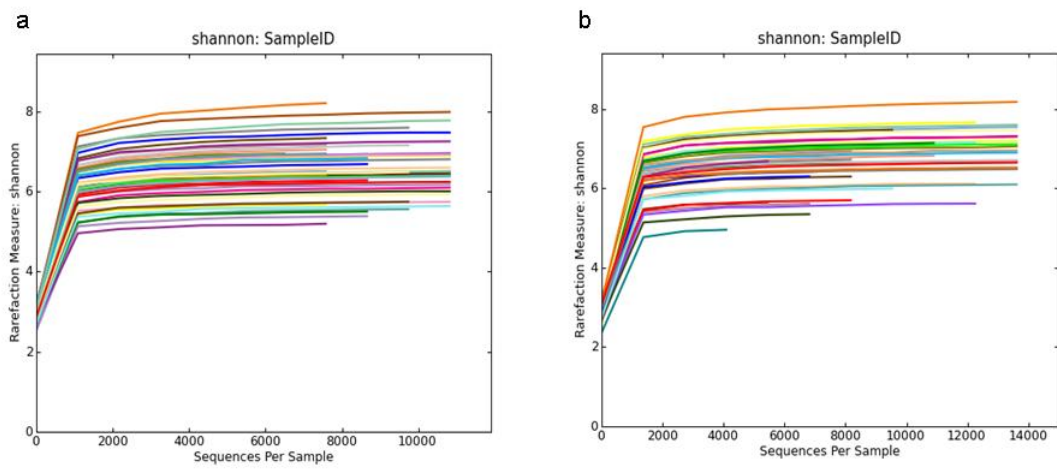 a
shannon: SampleID
Rarefaction Measure: shannon
8
6
4
2
0
0 2000 4000 6000 8000 10000
Sequences Per Sample
b
shannon: SampleID
Rarefaction Measure: shannon
8
6
4
2
0
0 2000 4000 6000 8000 10000 12000 14000
Sequences Per Sample